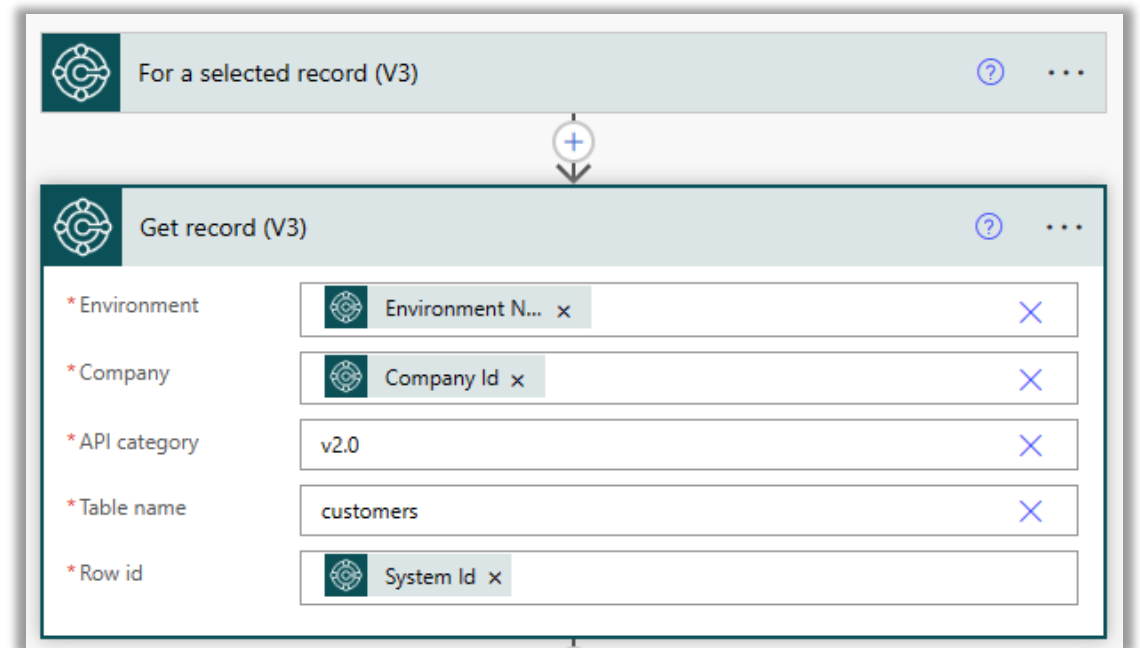 For a selected record (V3)
Get record (V3)
* Environment Environment N...
* Company Company Id
* API category v2.0
* Table name customers
* Row id System Id